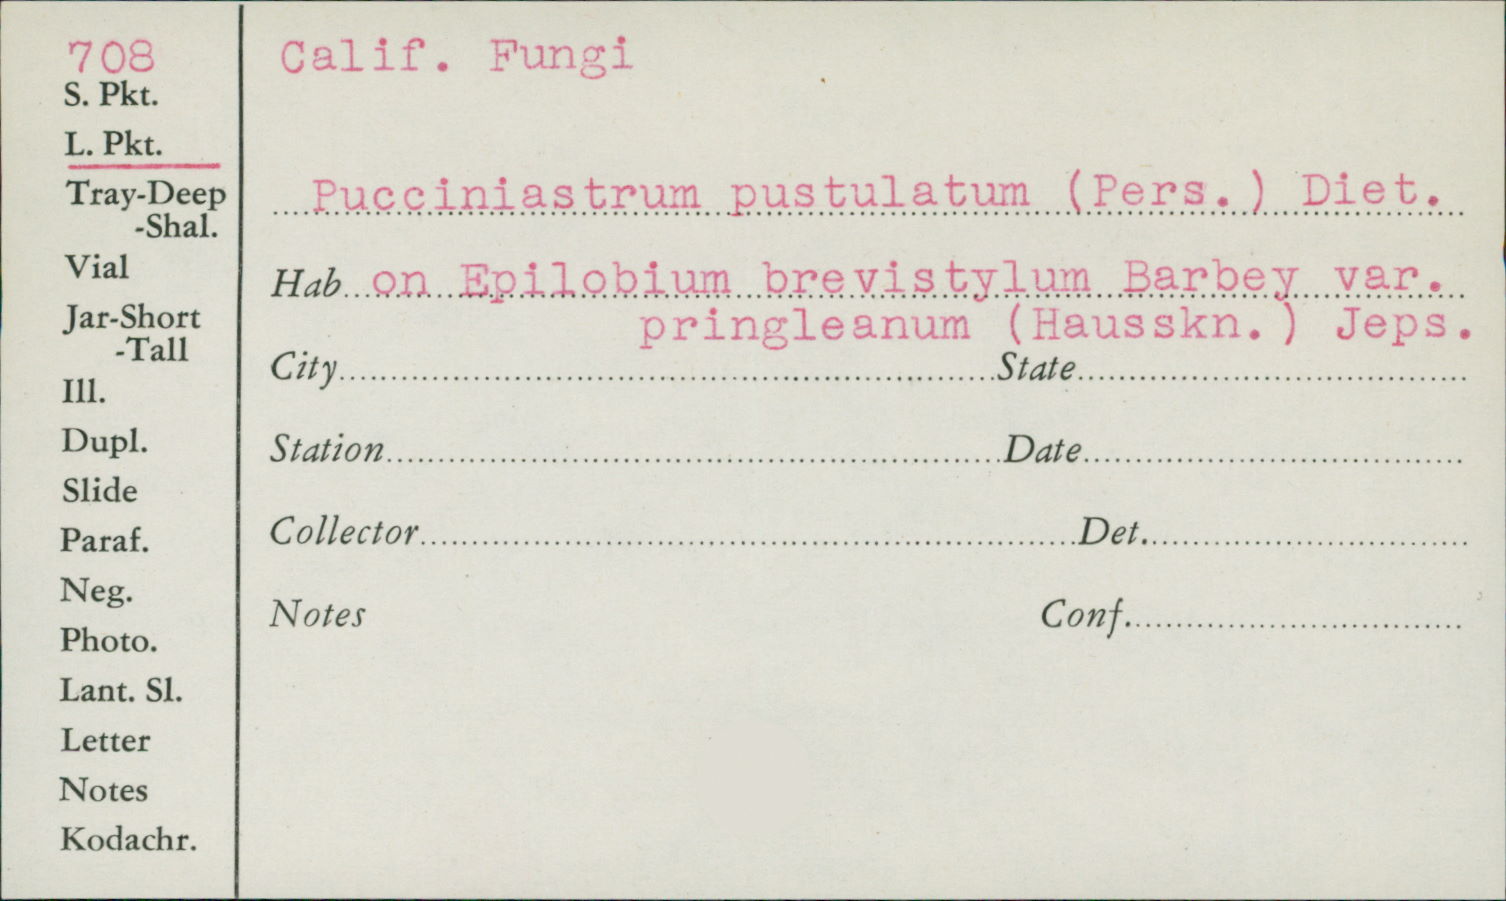 708
S. Pkt.
L. Pkt.
Tray-Deep
-Shal.
Vial
Jar-Short
-Tall
Ill.
Dupl.
Slide
Paraf.
Neg.
Photo.
Lant. Sl.
Letter
Notes
Kodachr.
Calif. Fungi
Pucciniastrum pustulatum (Pers.) Diet.
Hab on Epilobium brevistylum Barbey var.
pringleanum (Hausskn.) Jeps.
City State
Station Date
Collector Det.
Notes Conf.